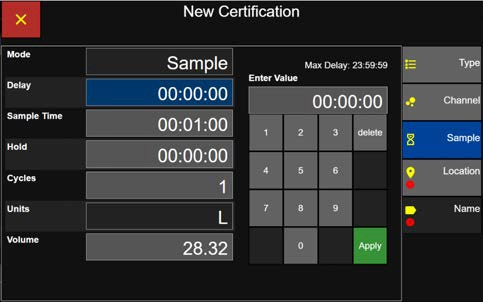 New Certification
Mode
Sample
Delay
00:00:00
Sample Time
00:01:00
Hold
00:00:00
Cycles
1
Units
L
Volume
28.32
Max Delay: 23:59:59
Enter Value
00:00:00
1 2 3 delete
4 5 6
7 8 9
0 Apply
Type
Channel
Sample
Location
Name